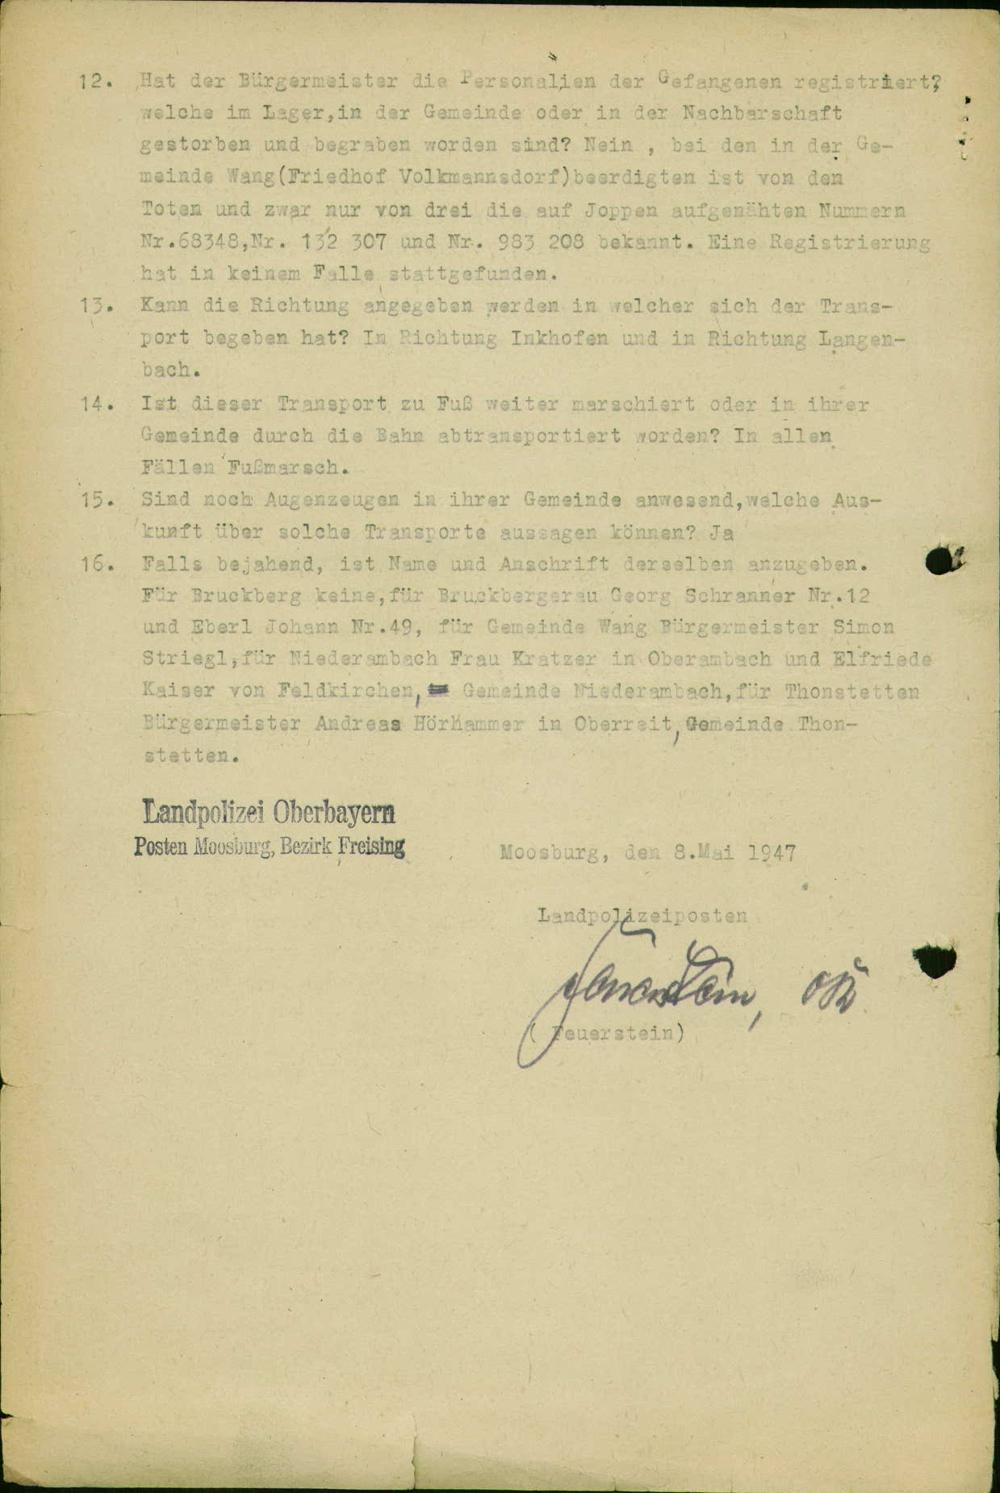 12. Hat der Bürgermeister die Personalien der Gefangenen registriert?
welche im Lager,in der Gemeinde oder in der Nachbarschaft
gestorben und begraben worden sind? Nein , bei den in der Ge-
meinde Wang(Friedhof Volkmannsdorf)beerdigten ist von den
Toten und zwar nur von drei die auf Joppen aufgenähten Nummern
Nr.68348,Nr. 132 307 und Nr. 983 208 bekannt. Eine Registrierung
hat in keinem Falle stattgefunden.
13. Kann die Richtung angegeben werden in welcher sich der Trans-
port begeben hat? In Richtung Inkhofen und in Richtung Langen-
bach.
14. Ist dieser Transport zu Fuß weiter marschiert oder in ihrer
Gemeinde durch die Bahn abtransportiert worden? In allen
Fällen Fußmarsch.
15. Sind noch Augenzeugen in ihrer Gemeinde anwesend,welche Aus-
kunft über solche Transporte aussagen können? Ja
16. Falls bejahend, ist Name und Anschrift derselben anzugeben.
Für Bruckberg keine,für Bruckbergerau Georg Schranner Nr.12
und Eberl Johann Nr.49, für Gemeinde Wang Bürgermeister Simon
Striegl,für Niederambach Frau Kratzer in Oberambach und Elfriede
Kaiser von Feldkirchen, Gemeinde Niederambach,für Thonstetten
Bürgermeister Andreas Hörhammer in Oberreit,Gemeinde Thon-
stetten.
Landpolizei Oberbayern
Posten Moosburg, Bezirk Freising
Moosburg, den 8.Mai 1947
Landpolizeiposten
Feuerstein,
(Feuerstein)